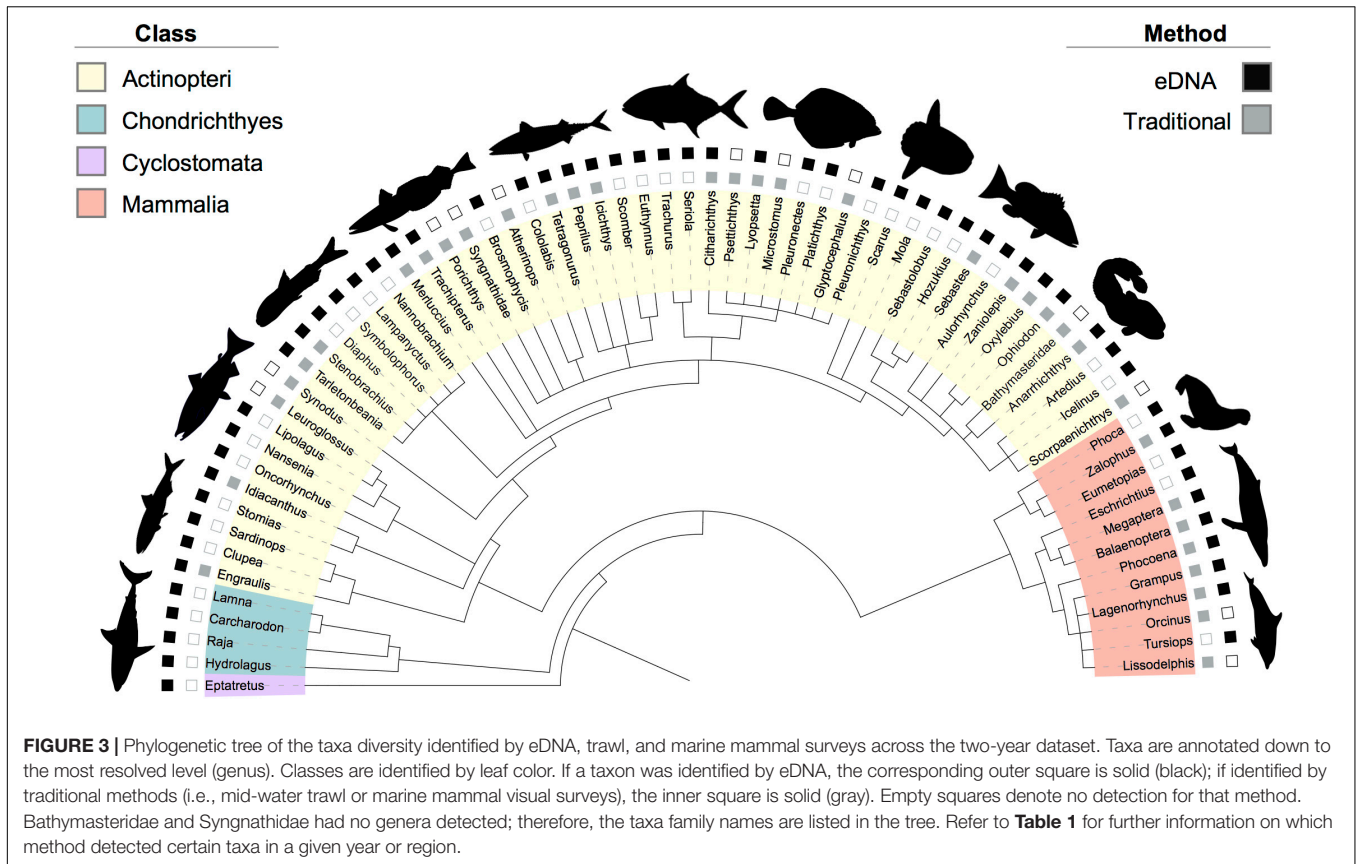 Class
Actinopteri
Chondrichthyes
Cyclostomata
Mammalia
Method
eDNA
Traditional
Eptatretus
Hydrolagus
Raja
Carcharodon
Lamna
Engraulis
Clupea
Sardinops
Stomias
Idiacanthus
Oncorhynchus
Nansenia
Lipolagus
Leuroglossus
Synodus
Tarletonbeania
Stenobrachius
Diaphus
Symbolophorus
Lampanyctus
Nannobrachium
Merluccius
Trachipterus
Porichthys
Syngnathidae
Brosmophycis
Atherinops
Cololabis
Tetragonurus
Peprilus
Icichthys
Scomber
Euthynnus
Trachurus
Seriola
Citharichthys
Psettichthys
Lyopsetta
Microstomus
Pleuronectes
Platichthys
Glyptocephalus
Pleuronichthys
Scarus
Mola
Sebastolobus
Hozukius
Sebastes
Aulorhynchus
Zaniolepis
Oxylebius
Ophiodon
Bathymasteridae
Anarrhichthys
Artedius
Icelinus
Scorpaenichthys
Phoca
Zalophus
Eumetopias
Eschrichtius
Megaptera
Balaenoptera
Phocoena
Grampus
Lagenorhynchus
Orcinus
Tursiops
Lissodelphis
FIGURE 3 | Phylogenetic tree of the taxa diversity identified by eDNA, trawl, and marine mammal surveys across the two-year dataset. Taxa are annotated down to
the most resolved level (genus). Classes are identified by leaf color. If a taxon was identified by eDNA, the corresponding outer square is solid (black); if identified by
traditional methods (i.e., mid-water trawl or marine mammal visual surveys), the inner square is solid (gray). Empty squares denote no detection for that method.
Bathymasteridae and Syngnathidae had no genera detected; therefore, the taxa family names are listed in the tree. Refer to Table 1 for further information on which
method detected certain taxa in a given year or region.